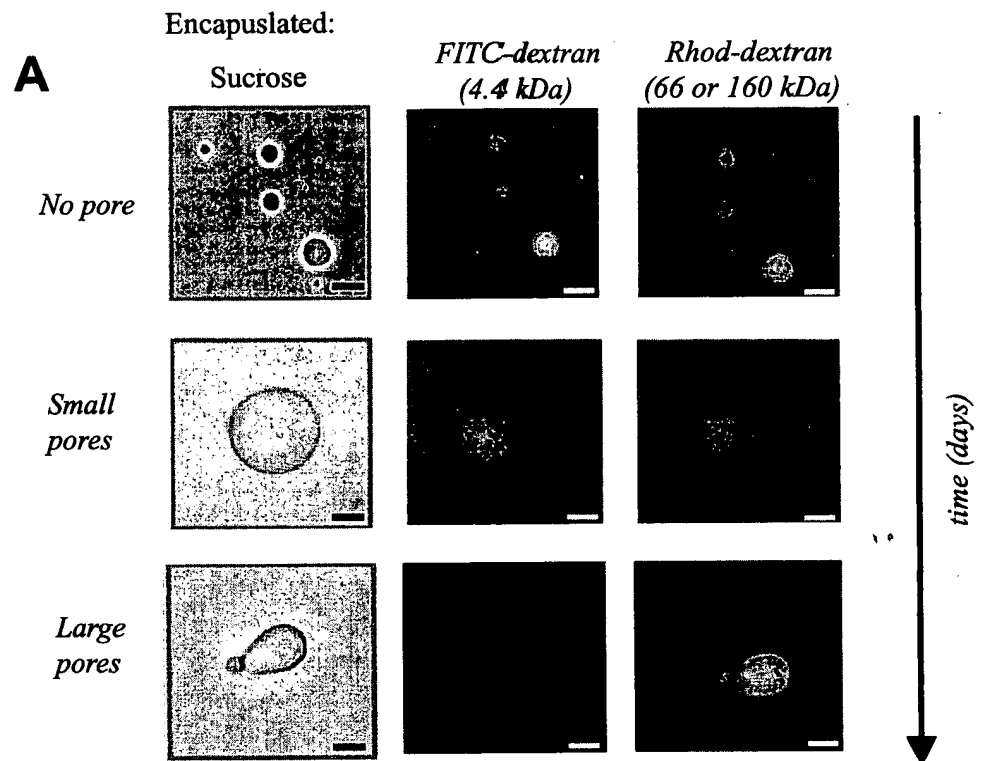 Encapuslated:
A
Sucrose
FITC-dextran
(4.4 kDa)
Rhod-dextran
(66 or 160 kDa)
No pore
Small
pores
Large
pores
time (days)